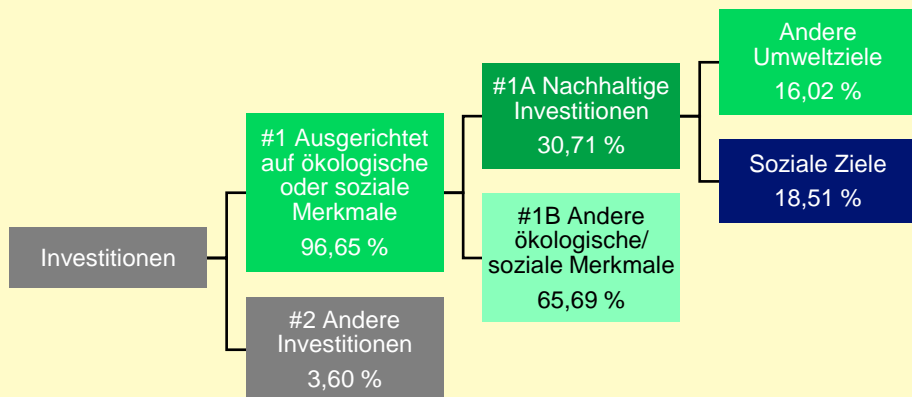 Investitionen
#1 Ausgerichtet
auf ökologische
oder soziale
Merkmale
96,65 %
#2 Andere
Investitionen
3,60 %
#1A Nachhaltige
Investitionen
30,71 %
#1B Andere
ökologische/
soziale Merkmale
65,69 %
Andere
Umweltziele
16,02 %
Soziale Ziele
18,51 %